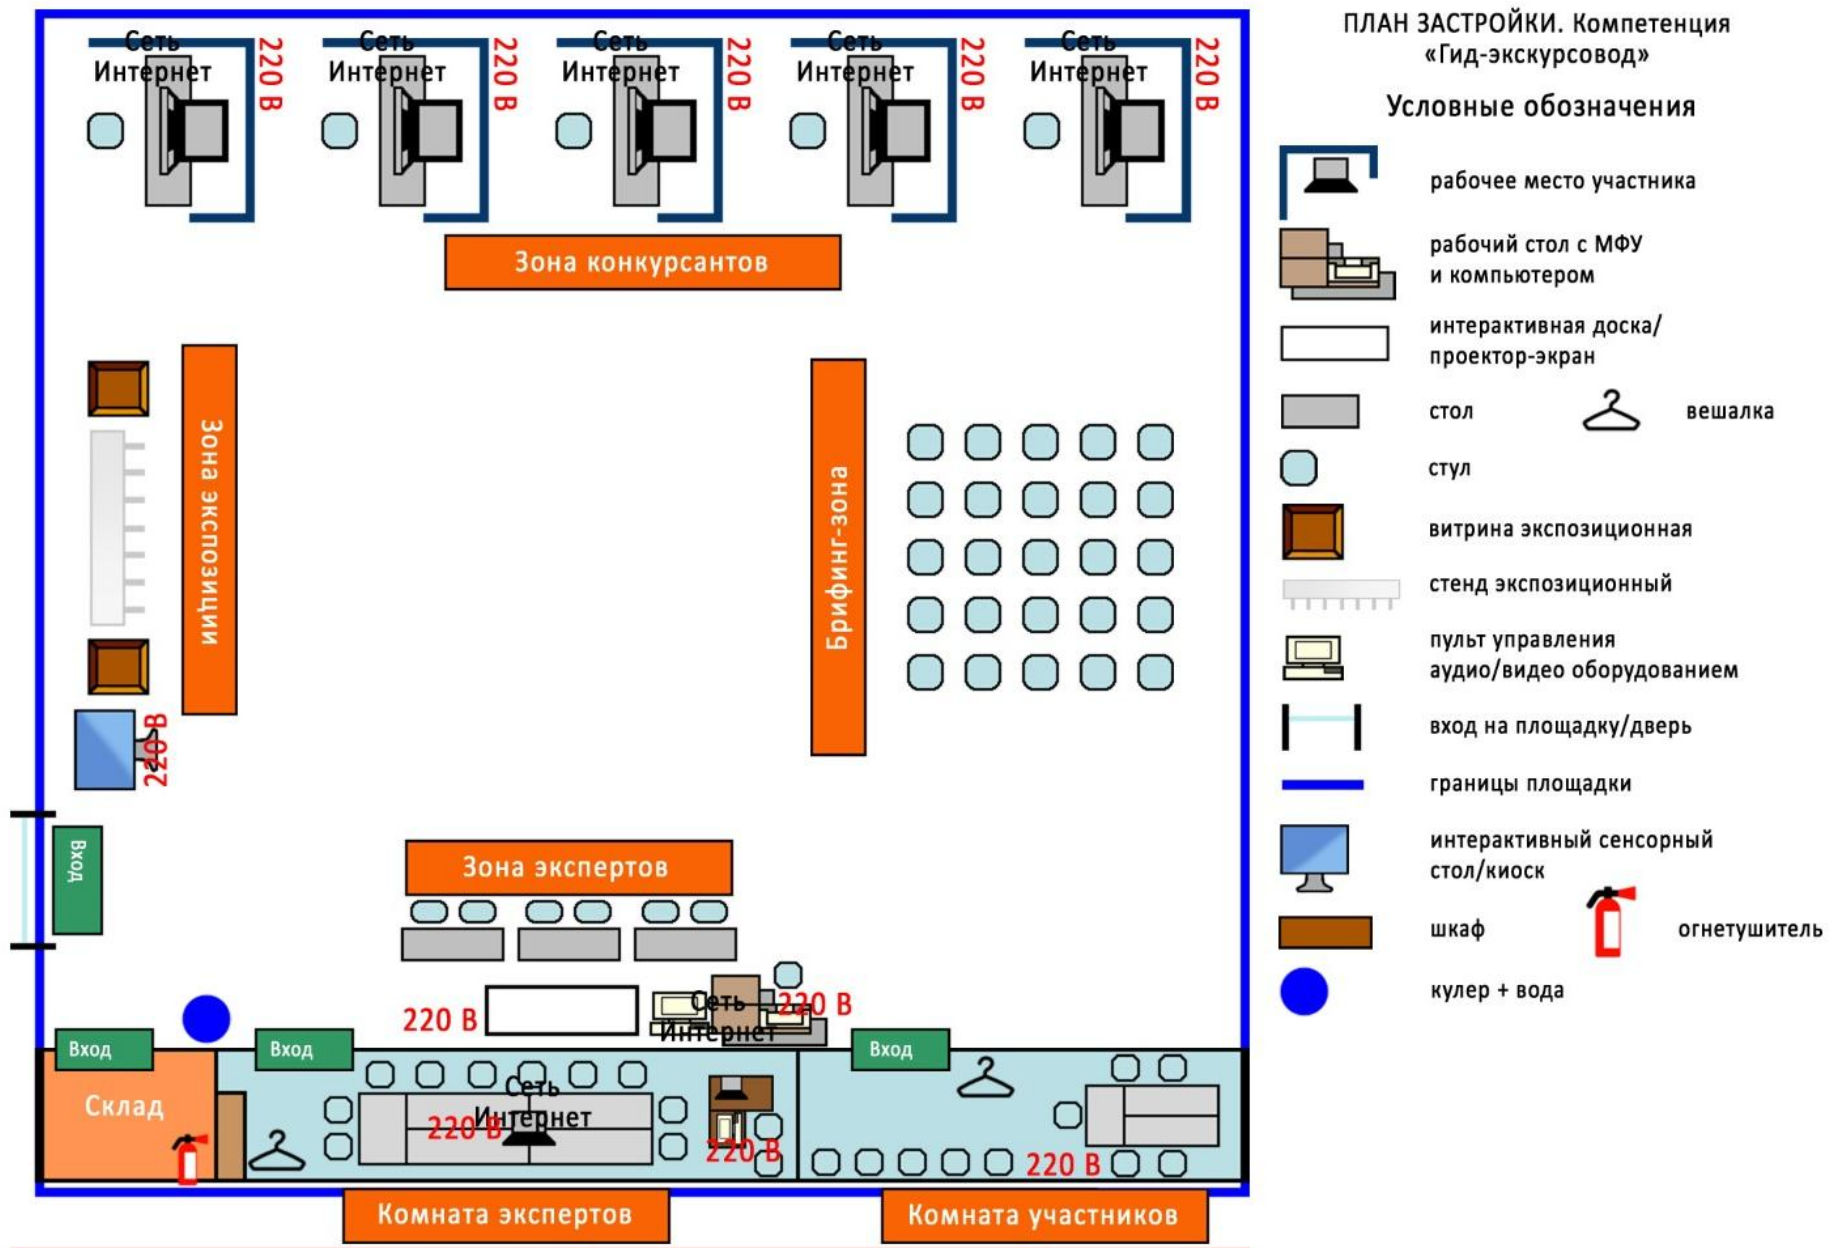 ПЛАН ЗАСТРОЙКИ. Компетенция
«Гид-экскурсовод»
Условные обозначения
Сеть
Интернет
220 В
Сеть
Интернет
220 В
Сеть
Интернет
220 В
Сеть
Интернет
220 В
Сеть
Интернет
220 В
Зона конкурсантов
Зона экспозиции
220 В
Брифинг-зона
Вход
Зона экспертов
220 В
Сеть
Интернет
220 В
Вход
Вход
Вход
Склад
Сеть
Интернет
220 В
220 В
220 В
Комната экспертов
Комната участников
рабочее место участника
рабочий стол с МФУ
и компьютером
интерактивная доска/
проектор-экран
стол
вешалка
стул
витрина экспозиционная
стенд экспозиционный
пульт управления
аудио/видео оборудованием
вход на площадку/дверь
границы площадки
интерактивный сенсорный
стол/киоск
шкаф
огнетушитель
кулер + вода